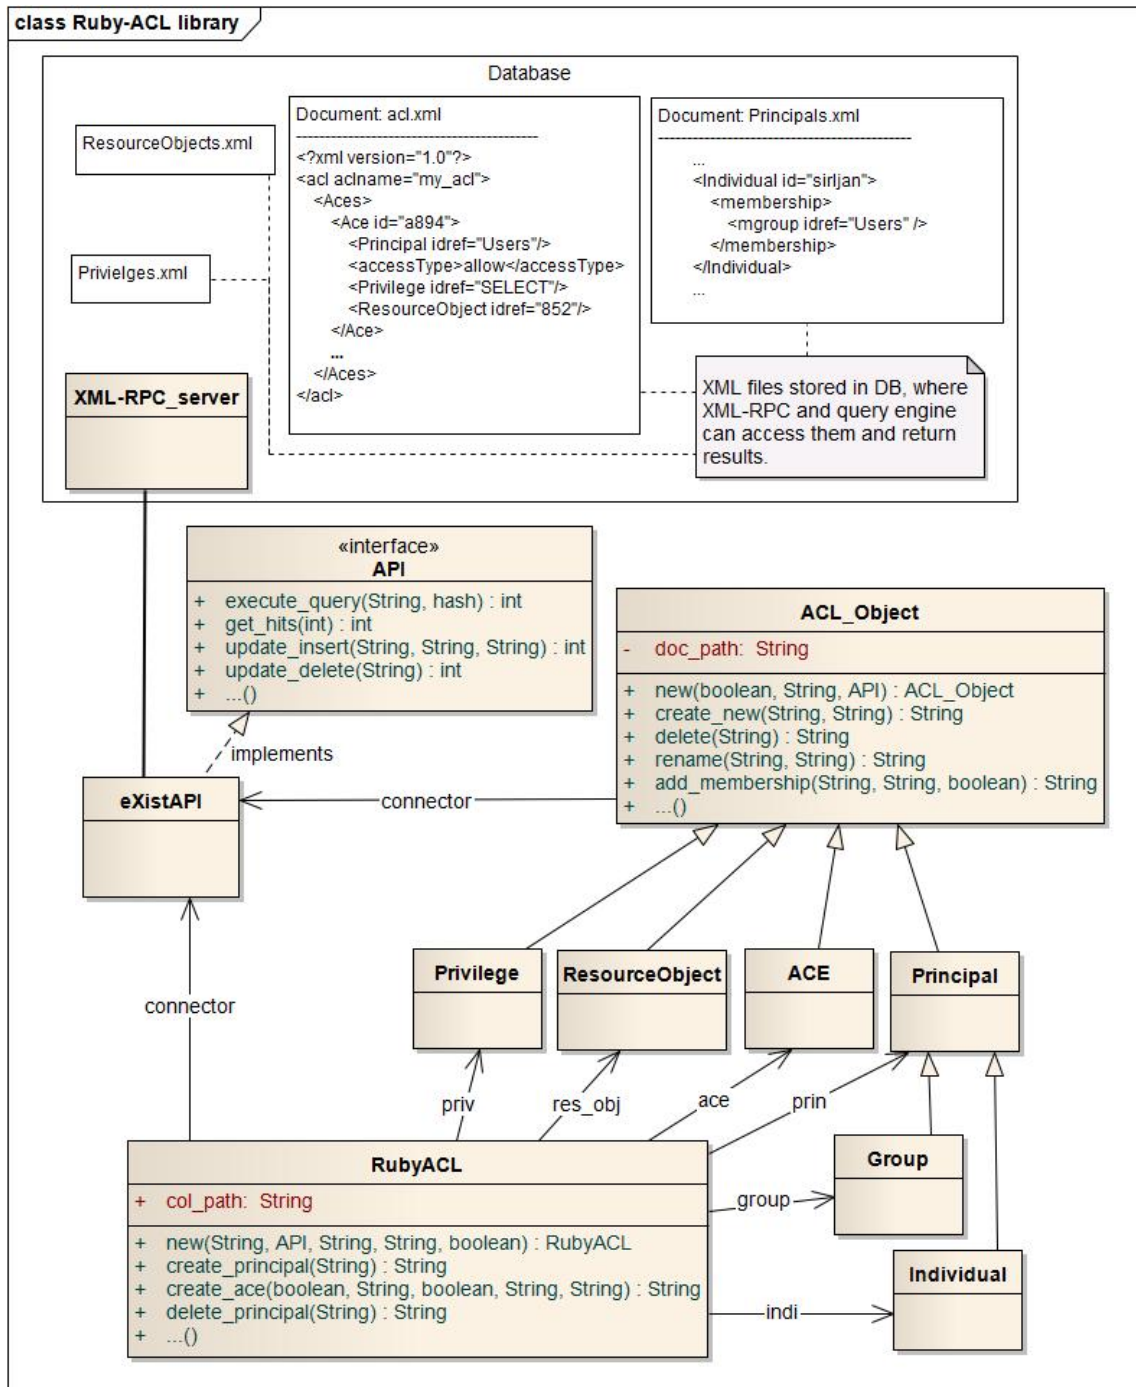 class Ruby-ACL library
Database
ResourceObjects.xml
Privielges.xml
Document: acl.xml
----------------------------------------
<?xml version="1.0"?>
<acl aclname="my_acl">
<Aces>
<Ace id="a894">
<Principal idref="Users"/>
<accessType>allow</accessType>
<Privilege idref="SELECT"/>
<ResourceObject idref="852"/>
</Ace>
...
</Aces>
</acl>
Document: Principals.xml
------------------------------------------
...
<Individual id="sirljan">
<membership>
<mgroup idref="Users" />
</membership>
</Individual>
...
XML files stored in DB, where
XML-RPC and query engine
can access them and return
results.
XML-RPC_server
«interface»
API
+ execute_query(String, hash) : int
+ get_hits(int) : int
+ update_insert(String, String, String) : int
+ update_delete(String) : int
+ ...()
implements
eXistAPI
connector
ACL_Object
- doc_path: String
+ new(boolean, String, API) : ACL_Object
+ create_new(String, String) : String
+ delete(String) : String
+ rename(String, String) : String
+ add_membership(String, String, boolean) : String
+ ...()
Privilege
ResourceObject
ACE
Principal
connector
priv
res_obj
ace
prin
RubyACL
+ col_path: String
+ new(String, API, String, String, boolean) : RubyACL
+ create_principal(String) : String
+ create_ace(boolean, String, boolean, String, String) : String
+ delete_principal(String) : String
+ ...()
group
Group
indi
Individual